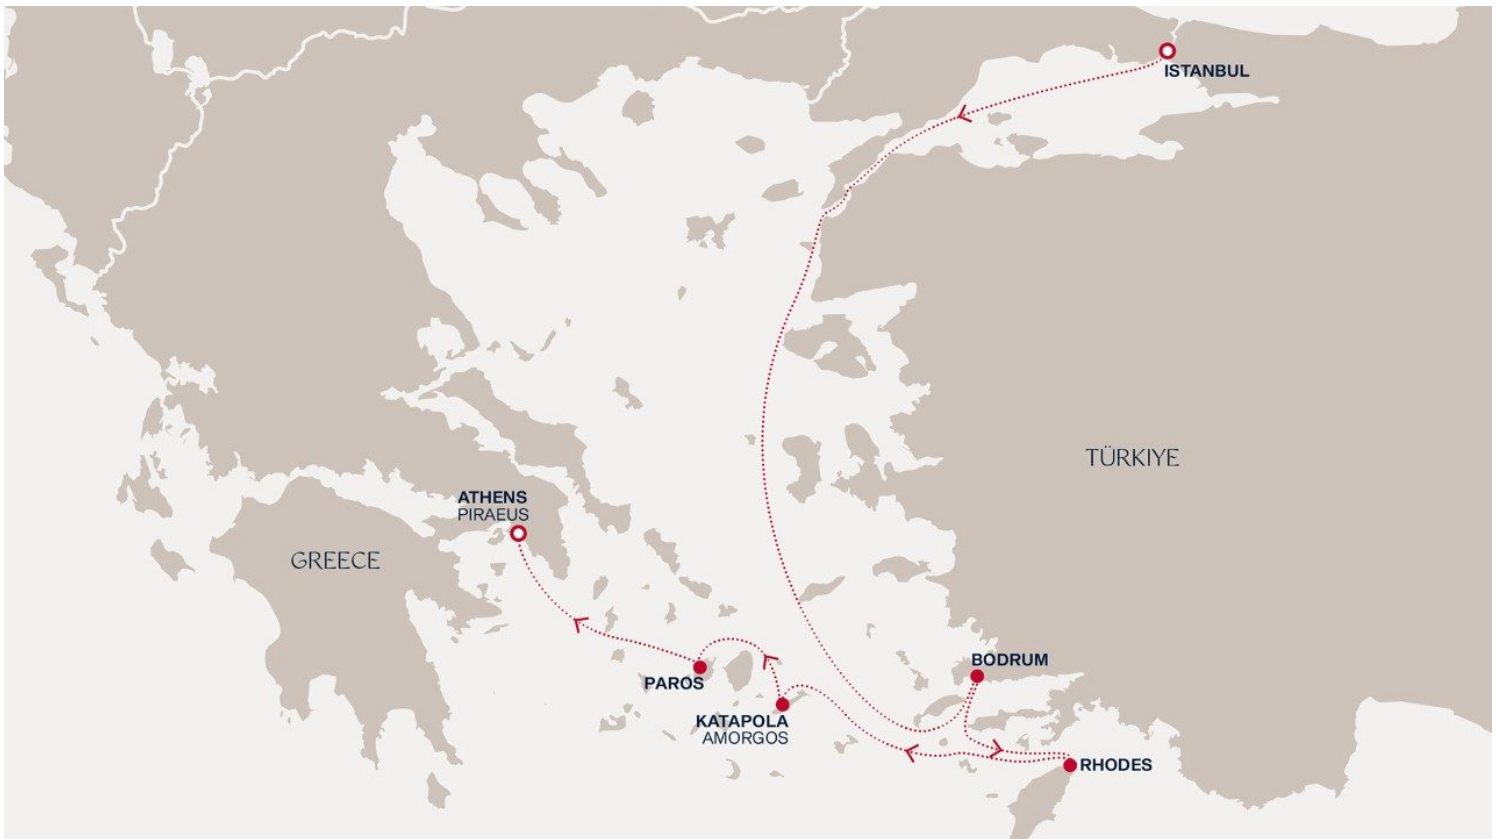 ISTANBUL
TÜRKIYE
ATHENS
PIRAEUS
GREECE
BODRUM
PAROS
KATAPOLA
AMORGOS
RHODES